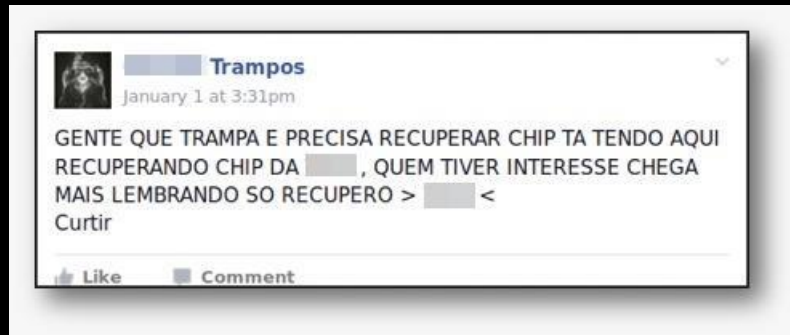 Trampos
January 1 at 3:31pm
GENTE QUE TRAMPA E PRECISA RECUPERAR CHIP TA TENDO AQUI
RECUPERANDO CHIP DA , QUEM TIVER INTERESSE CHEGA
MAIS LEMBRANDO SO RECUPERO > <
Curtir
Like Comment